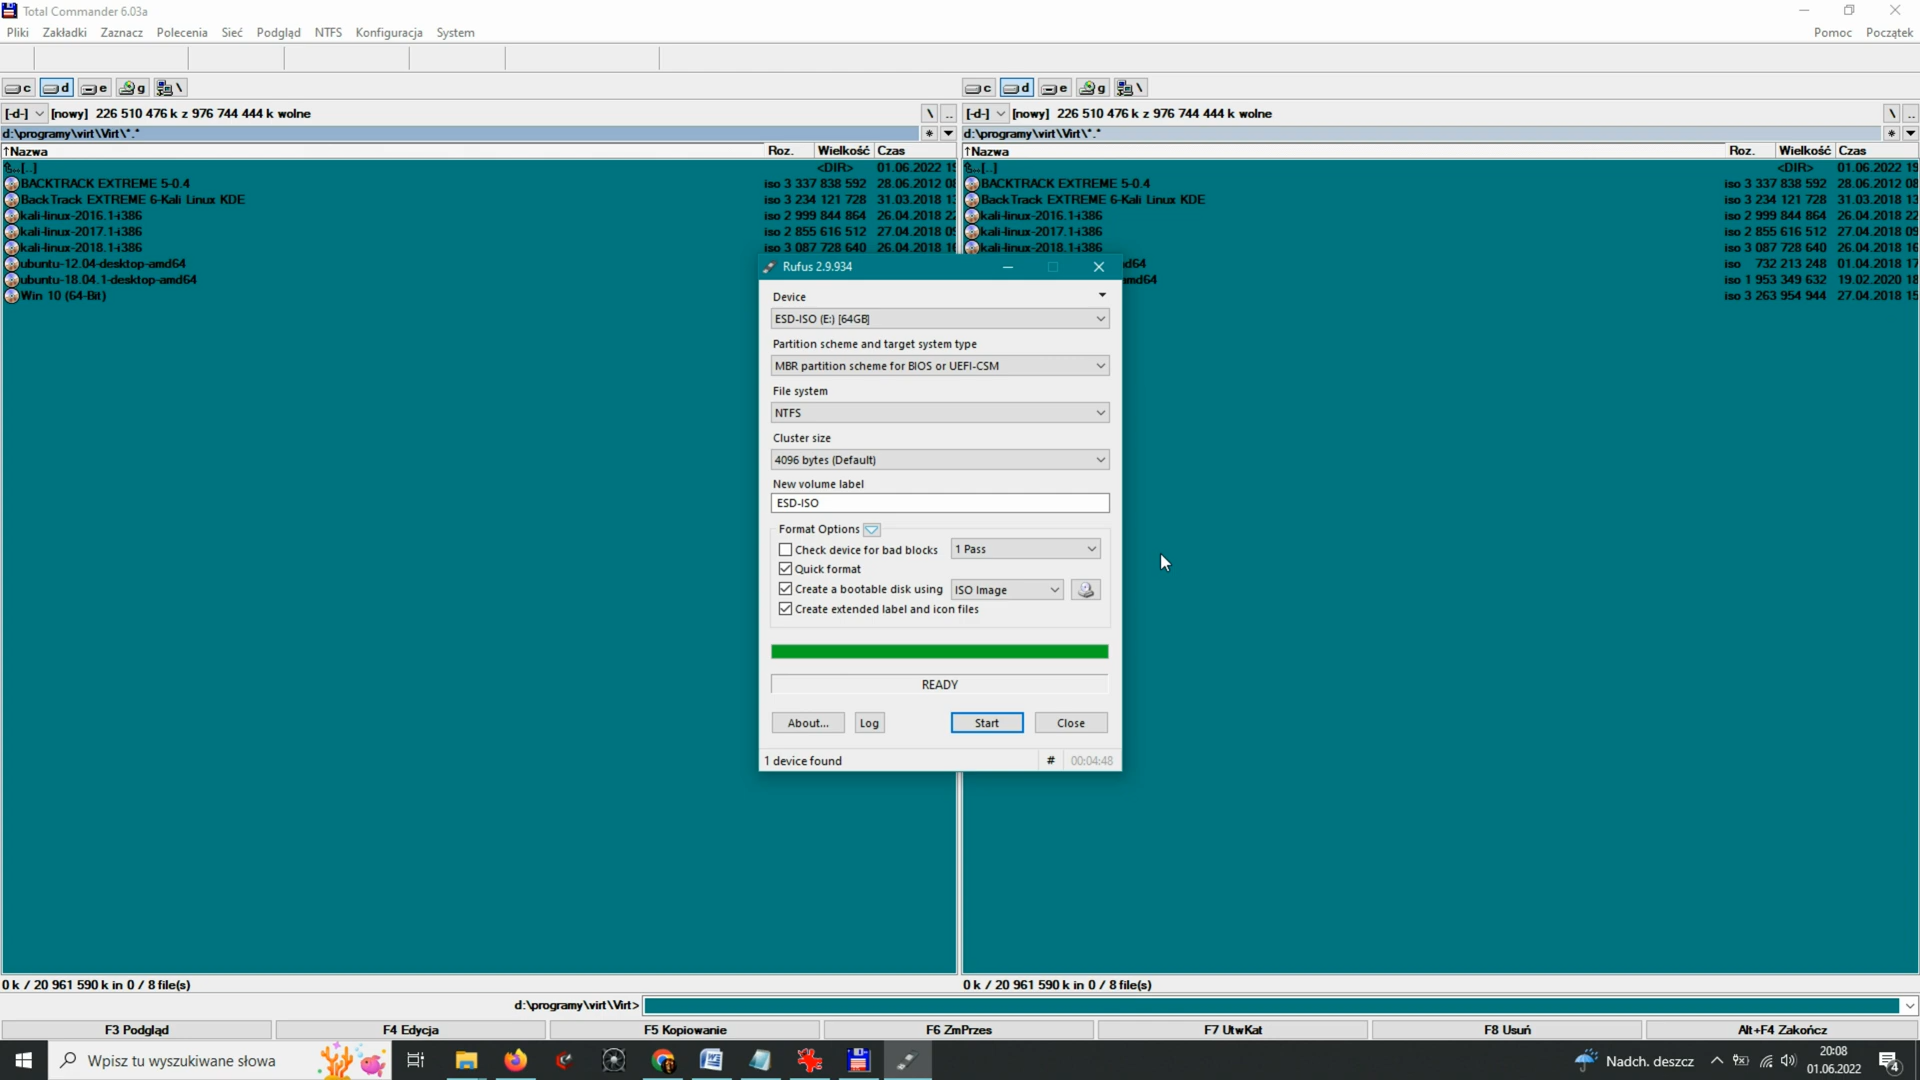 Total Commander 6.03a
Pliki Zakładki Zaznacz Polecenia Sieć Podgląd NTFS Konfiguracja System Pomoc Początek
c d e g \ c d e g \
[-d-] [nowy] 226 510 476 k z 976 744 444 k wolne \ .. [-d-] [nowy] 226 510 476 k z 976 744 444 k wolne \ ..
d:\programy\virt\Virt\*.* * d:\programy\virt\Virt\*.* *
↑Nazwa Roz. Wielkość Czas ↑Nazwa Roz. Wielkość Czas
[..] <DIR> 01.06.2022 19 [..] <DIR> 01.06.2022 19
BACKTRACK EXTREME 5-0.4 iso 3 337 838 592 28.06.2012 08 BACKTRACK EXTREME 5-0.4 iso 3 337 838 592 28.06.2012 08
BackTrack EXTREME 6-Kali Linux KDE iso 3 234 121 728 31.03.2018 13 BackTrack EXTREME 6-Kali Linux KDE iso 3 234 121 728 31.03.2018 13
kali-linux-2016.1-i386 iso 2 999 844 864 26.04.2018 22 kali-linux-2016.1-i386 iso 2 999 844 864 26.04.2018 22
kali-linux-2017.1-i386 iso 2 855 616 512 27.04.2018 09 kali-linux-2017.1-i386 iso 2 855 616 512 27.04.2018 09
kali-linux-2018.1-i386 iso 3 087 728 640 26.04.2018 16 kali-linux-2018.1-i386 iso 3 087 728 640 26.04.2018 16
ubuntu-12.04-desktop-amd64 md64 iso 732 213 248 01.04.2018 17
ubuntu-18.04.1-desktop-amd64 md64 iso 1 953 349 632 19.02.2020 18
Win 10 (64-Bit) iso 3 263 954 944 27.04.2018 15
Rufus 2.9.934
Device
ESD-ISO (E:) [64GB]
Partition scheme and target system type
MBR partition scheme for BIOS or UEFI-CSM
File system
NTFS
Cluster size
4096 bytes (Default)
New volume label
ESD-ISO
Format Options
Check device for bad blocks 1 Pass
Quick format
Create a bootable disk using ISO Image
Create extended label and icon files
READY
About... Log Start Close
1 device found # 00:04:48
0 k / 20 961 590 k in 0 / 8 file(s) 0 k / 20 961 590 k in 0 / 8 file(s)
d:\programy\virt\Virt>
F3 Podgląd F4 Edycja F5 Kopiowanie F6 ZmPrzes F7 UtwKat F8 Usuń Alt+F4 Zakończ
Wpisz tu wyszukiwane słowa Nadch. deszcz 20:08
01.06.2022 4